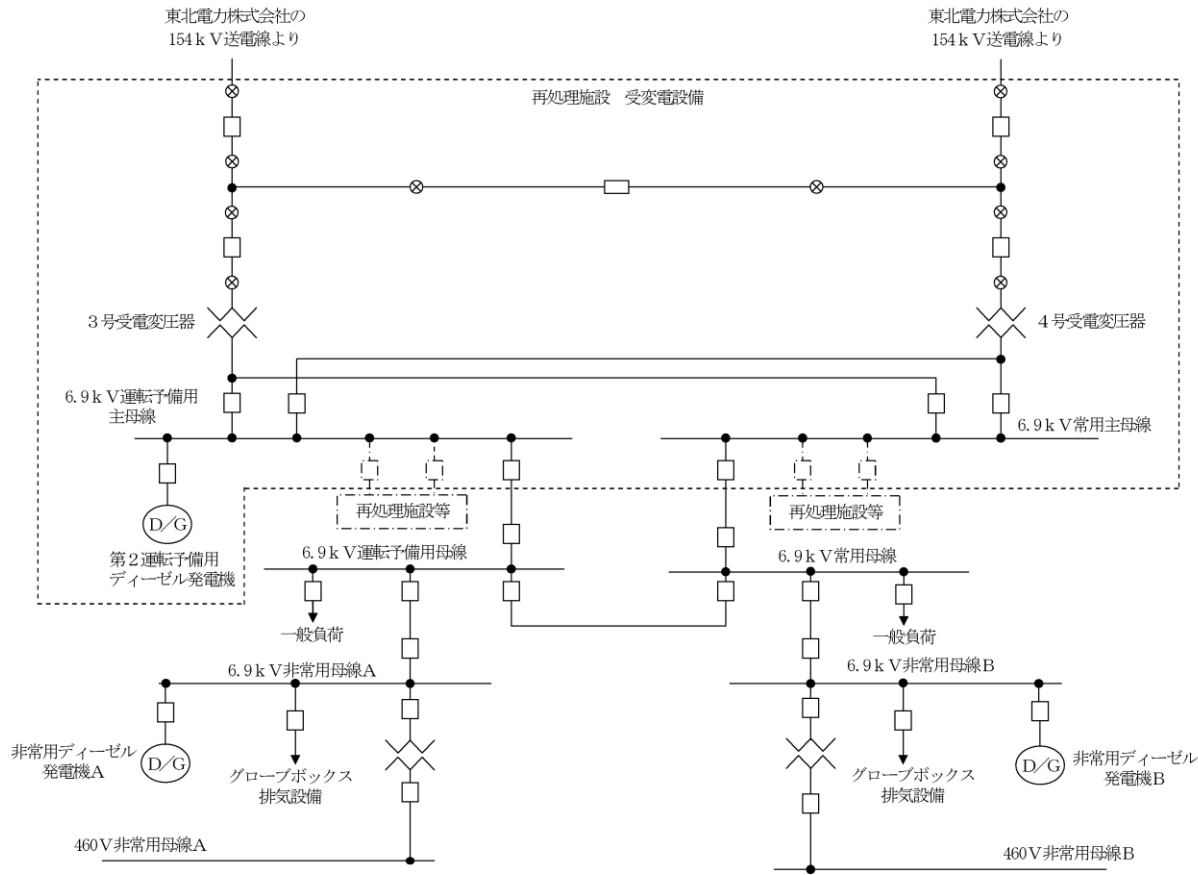 東北電力株式会社の
154ｋＶ送電線より
東北電力株式会社の
154ｋＶ送電線より
再処理施設　受変電設備
３号受電変圧器
４号受電変圧器
6.9ｋＶ運転予備用
主母線
6.9ｋＶ常用主母線
D／G
第２運転予備用
ディーゼル発電機
再処理施設等
再処理施設等
6.9ｋＶ運転予備用母線
6.9ｋＶ常用母線
一般負荷
一般負荷
6.9ｋＶ非常用母線Ａ
6.9ｋＶ非常用母線Ｂ
非常用ディーゼル
発電機Ａ
D／G
グローブボックス
排気設備
グローブボックス
排気設備
D／G
非常用ディーゼル
発電機Ｂ
460Ｖ非常用母線Ａ
460Ｖ非常用母線Ｂ